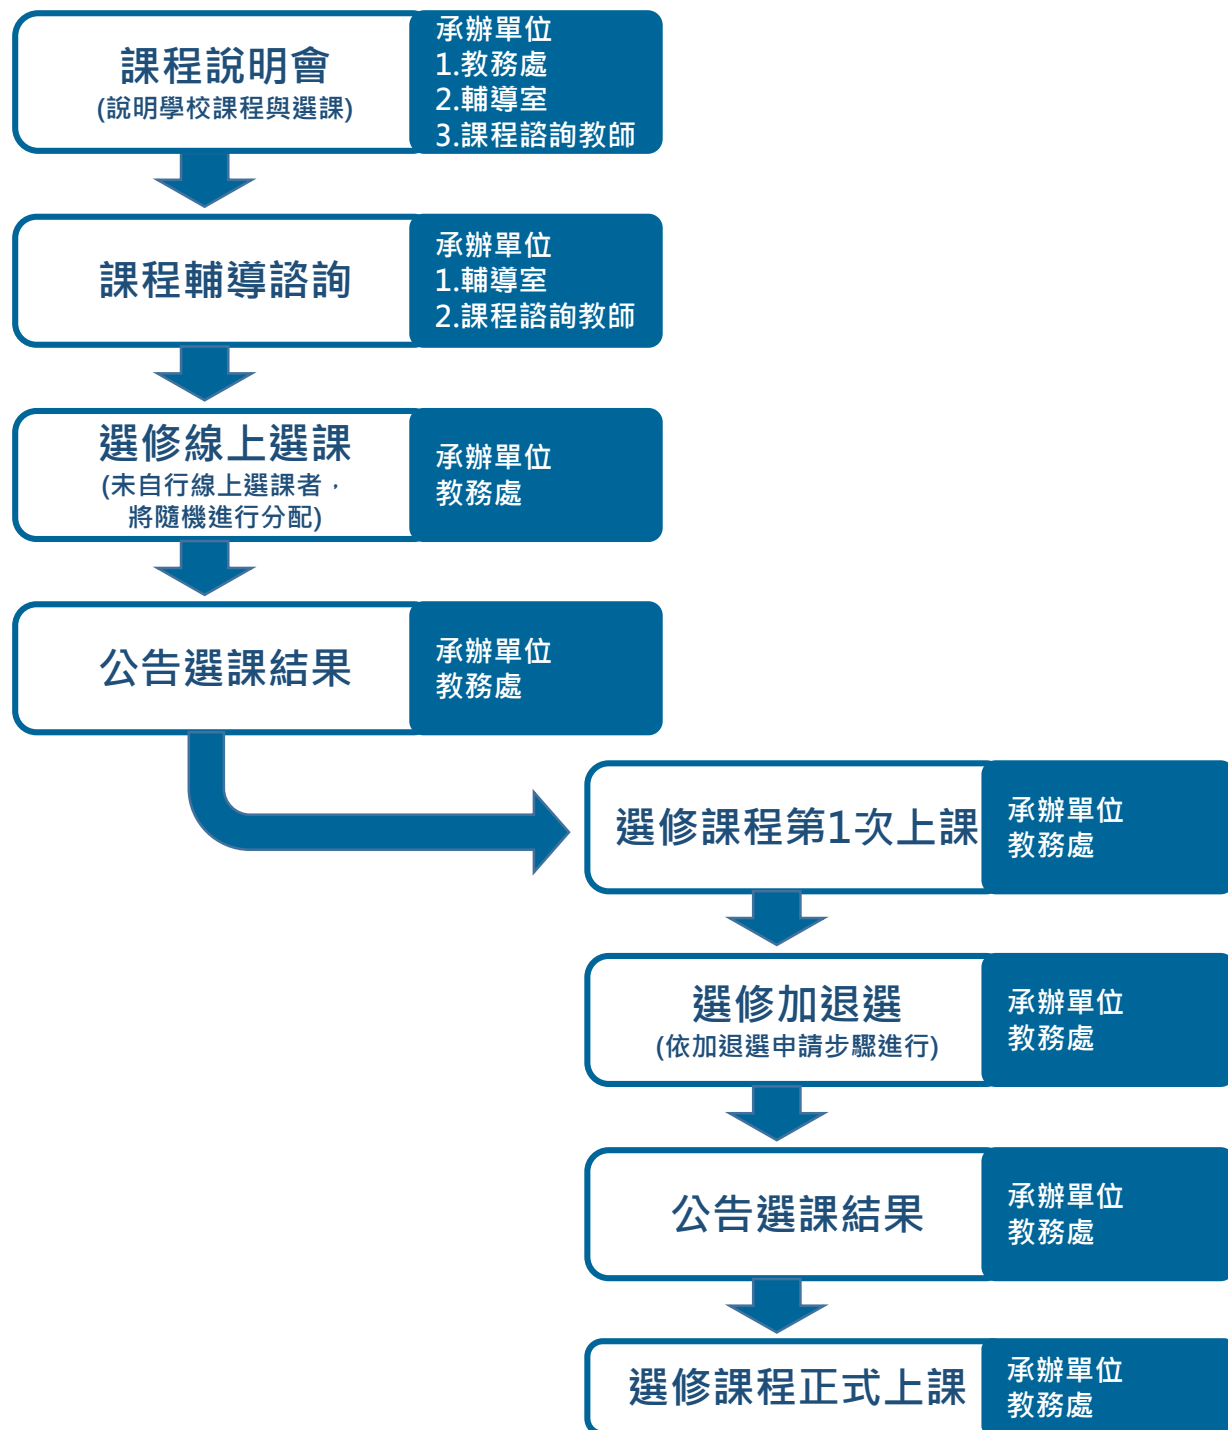 課程說明會
(說明學校課程與選課)
承辦單位
1.教務處
2.輔導室
3.課程諮詢教師
課程輔導諮詢
承辦單位
1.輔導室
2.課程諮詢教師
選修線上選課
(未自行線上選課者，
將隨機進行分配)
承辦單位
教務處
公告選課結果
承辦單位
教務處
選修課程第1次上課
承辦單位
教務處
選修加退選
(依加退選申請步驟進行)
承辦單位
教務處
公告選課結果
承辦單位
教務處
選修課程正式上課
承辦單位
教務處